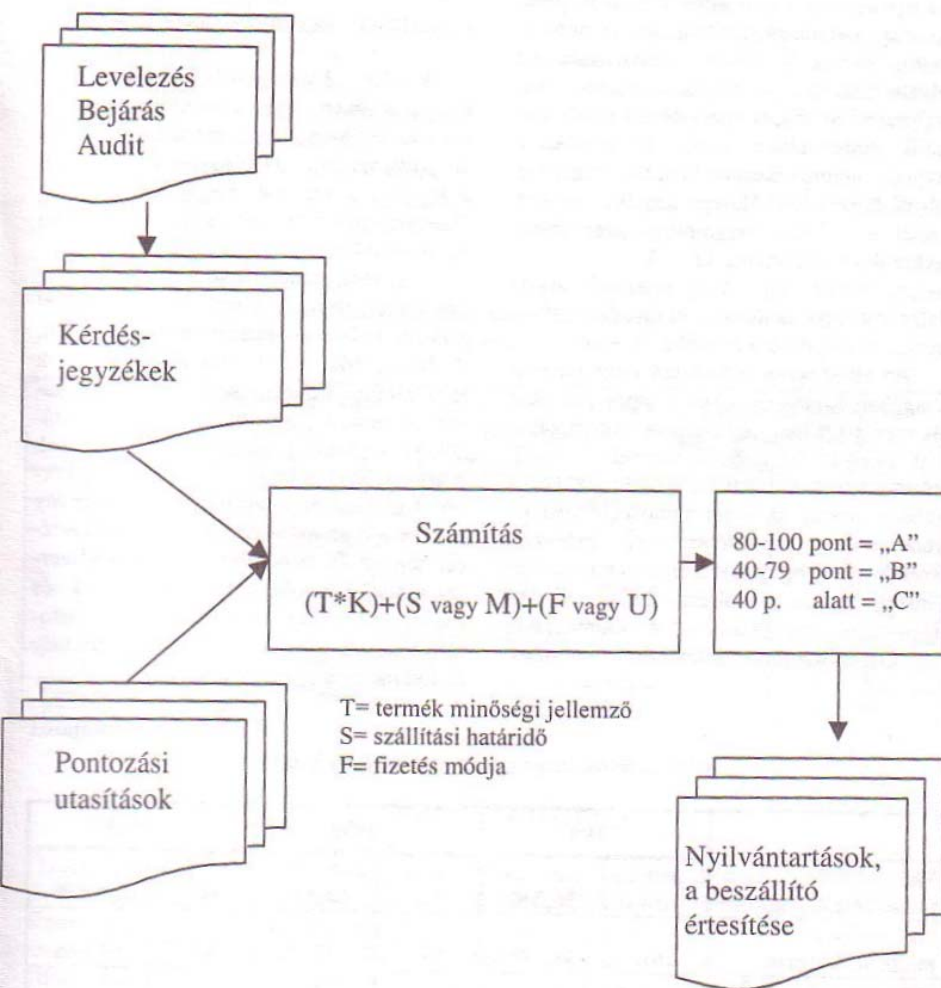 Levelezés
Bejárás
Audit
Kérdés-
jegyzékek
Számítás
(T*K)+(S vagy M)+(F vagy U)
80-100 pont = „A”
40-79 pont = „B”
40 p. alatt = „C”
T= termék minőségi jellemző
S= szállítási határidő
F= fizetés módja
Pontozási
utasítások
Nyilvántartások,
a beszállító
értesítése